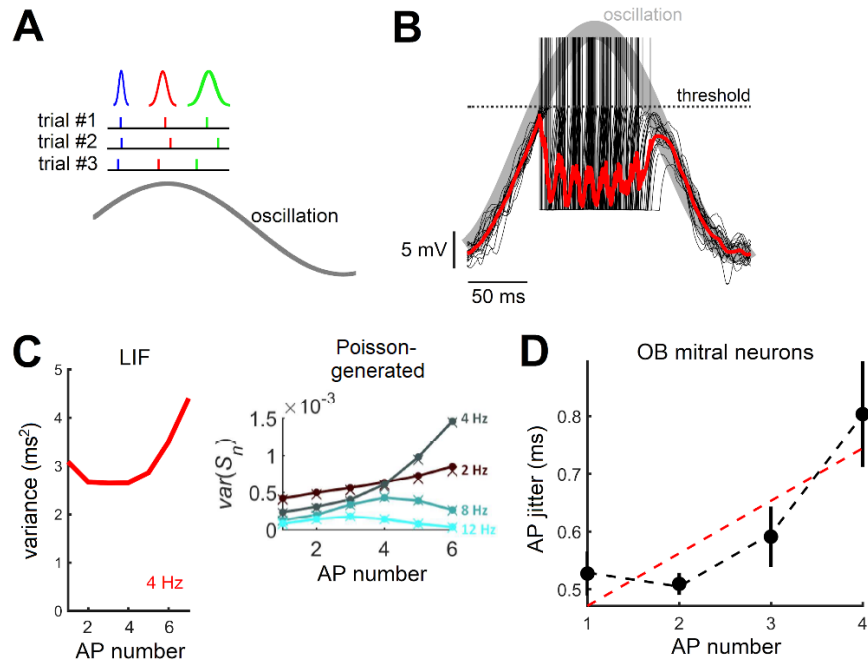 A
trial #1
trial #2
trial #3
oscillation
B
oscillation
threshold
5 mV
50 ms
C
LIF
variance (ms²)
5
4
3
2
1
0
4 Hz
2 4 6
AP number
Poisson-
generated
× 10⁻³
var(Sₙ)
1.5
1
0.5
0
4 Hz
2 Hz
8 Hz
12 Hz
2 4 6
AP number
D
OB mitral neurons
AP jitter (ms)
0.8
0.7
0.6
0.5
1 2 3 4
AP number